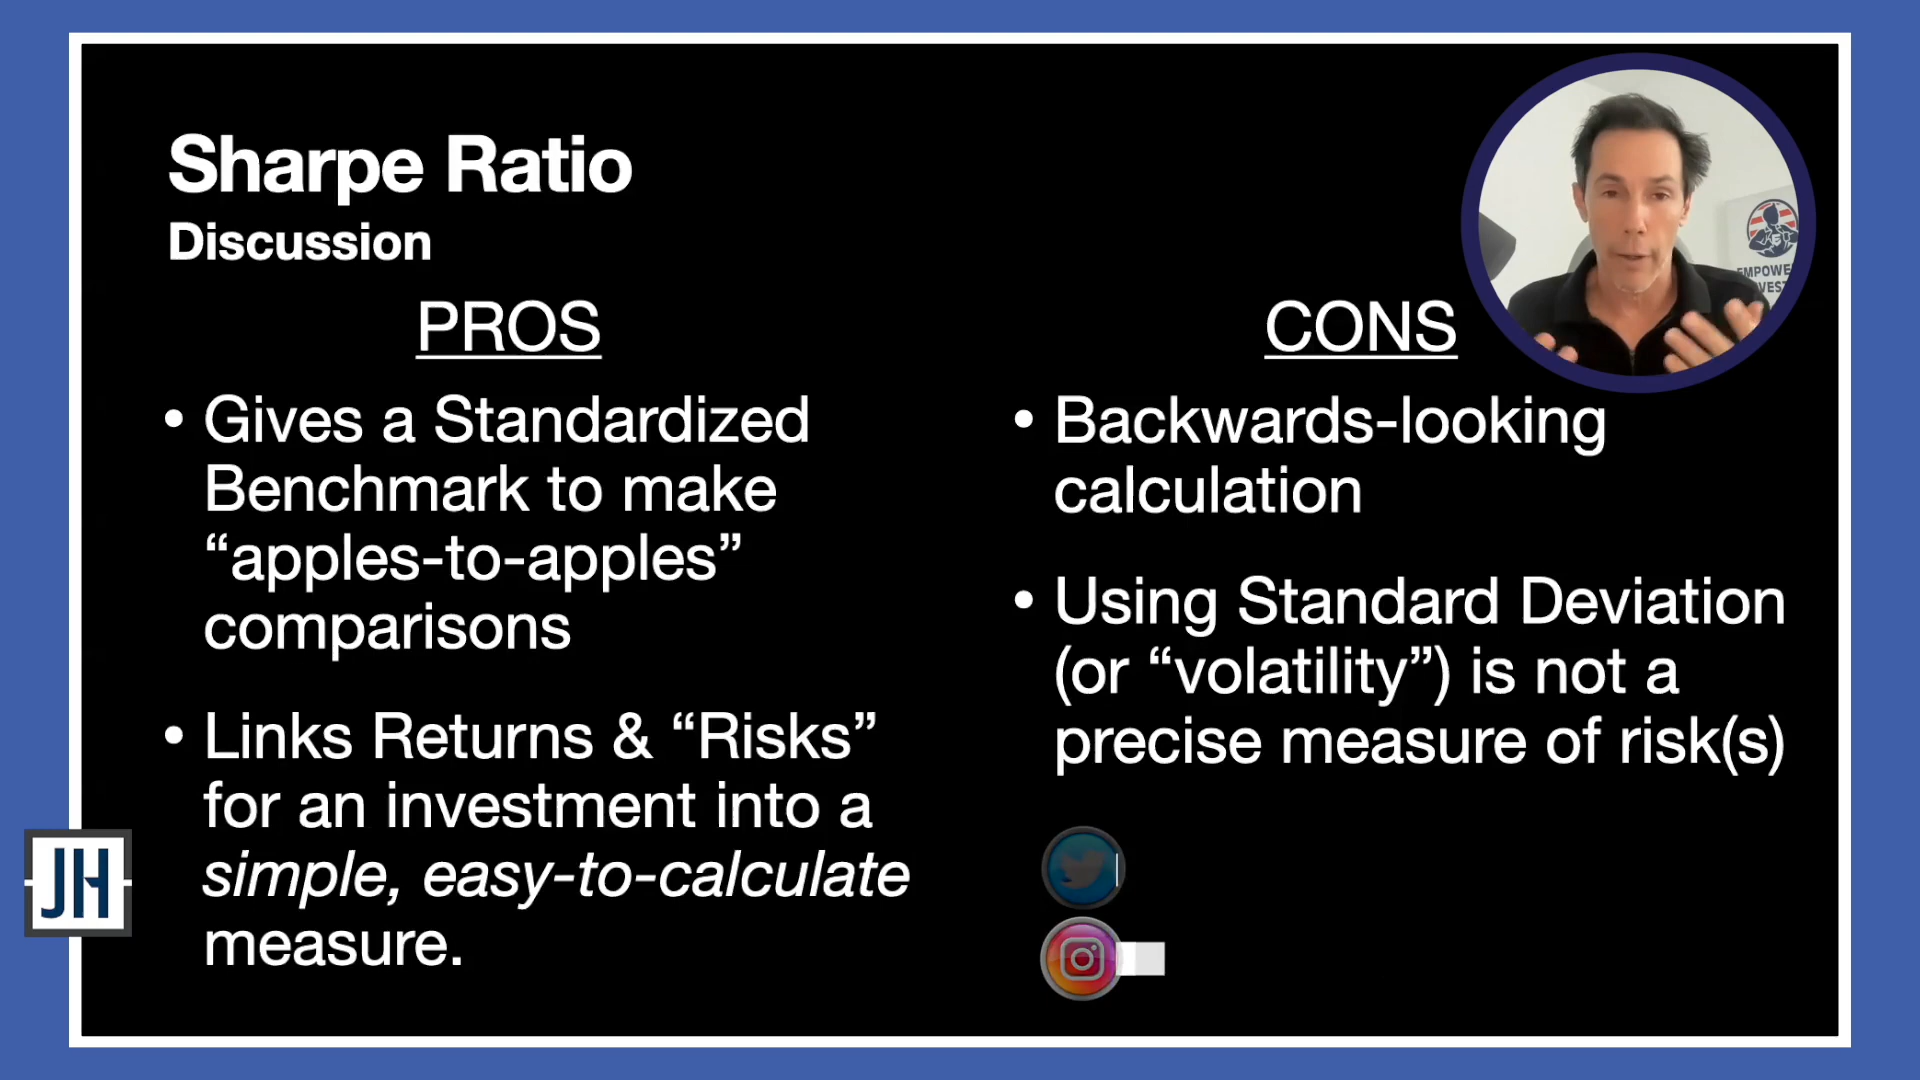 Sharpe Ratio
Discussion
PROS
• Gives a Standardized
Benchmark to make
“apples-to-apples”
comparisons
• Links Returns & “Risks”
for an investment into a
simple, easy-to-calculate
measure.
CONS
• Backwards-looking
calculation
• Using Standard Deviation
(or “volatility”) is not a
precise measure of risk(s)
JH
EMPOWE
VEST